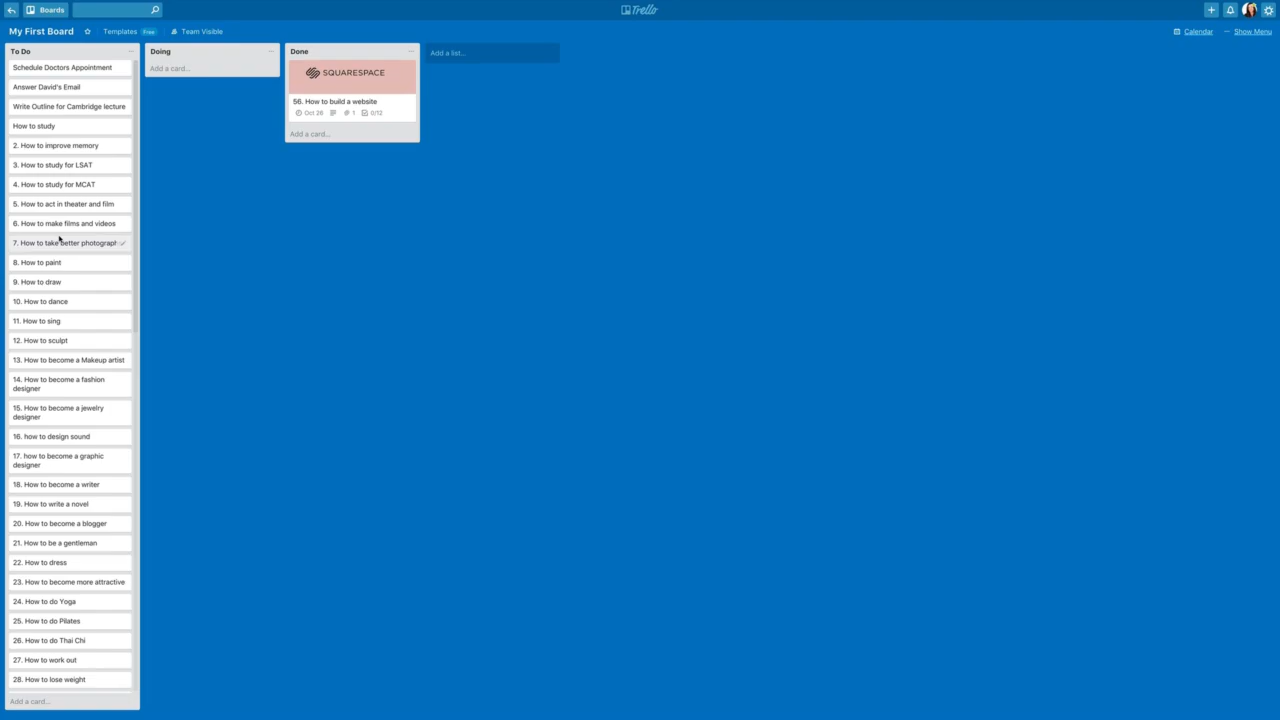 Boards
Trello
My First Board
Templates
Free
Team Visible
Calendar
Show Menu
To Do
Schedule Doctors Appointment
Answer David's Email
Write Outline for Cambridge lecture
How to study
2. How to improve memory
3. How to study for LSAT
4. How to study for MCAT
5. How to act in theater and film
6. How to make films and videos
7. How to take better photograph
8. How to paint
9. How to draw
10. How to dance
11. How to sing
12. How to sculpt
13. How to become a Makeup artist
14. How to become a fashion
designer
15. How to become a jewelry
designer
16. how to design sound
17. how to become a graphic
designer
18. How to become a writer
19. How to write a novel
20. How to become a blogger
21. How to be a gentleman
22. How to dress
23. How to become more attractive
24. How to do Yoga
25. How to do Pilates
26. How to do Thai Chi
27. How to work out
28. How to lose weight
Add a card...
Doing
Add a card...
Done
SQUARESPACE
56. How to build a website
Oct 28 1 0/12
Add a card...
Add a list...